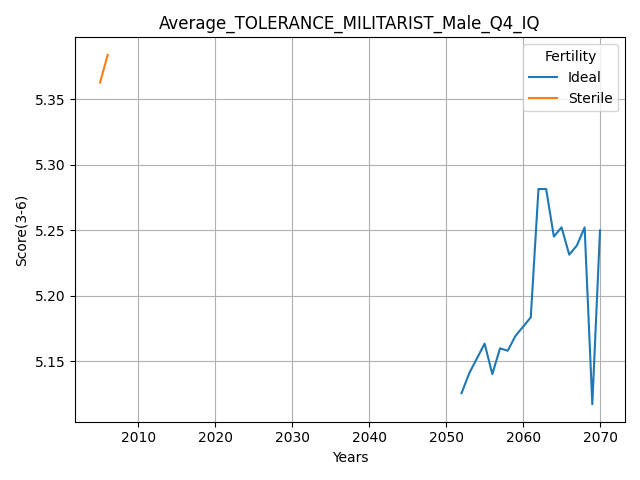 Average_TOLERANCE_MILITARIST_Male_Q4_IQ
Fertility
Ideal
Sterile
Score(3-6)
5.35
5.30
5.25
5.20
5.15
2010 2020 2030 2040 2050 2060 2070
Years